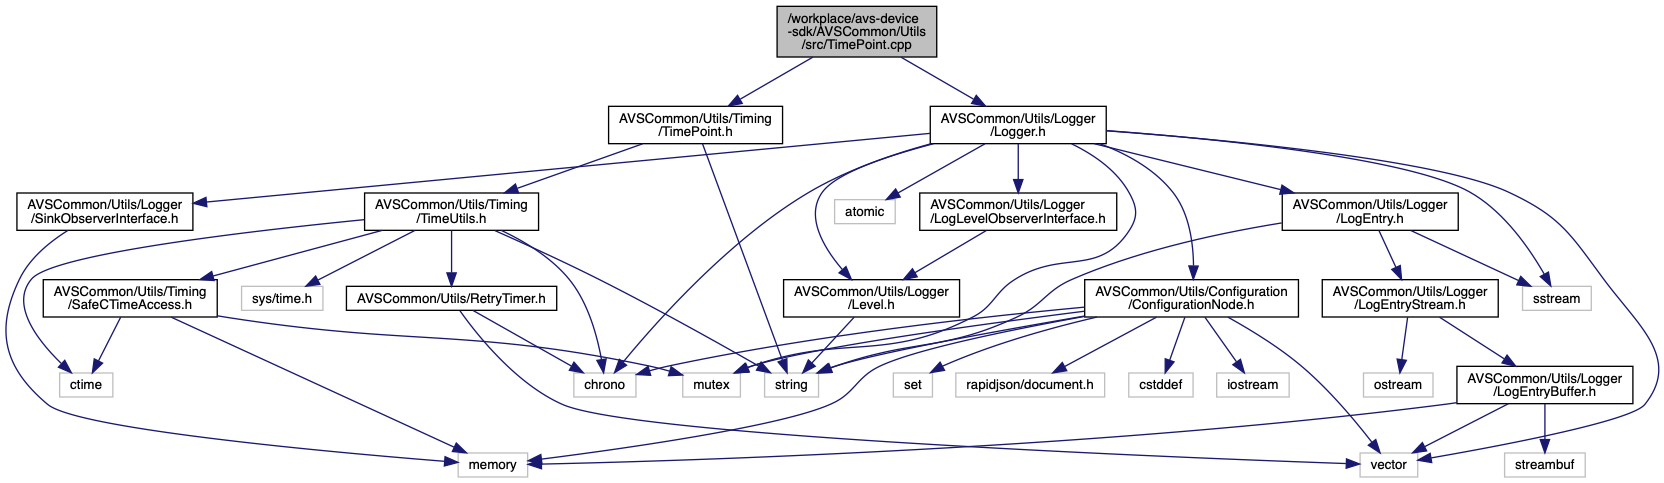 /workplace/avs-device
-sdk/AVSCommon/Utils
/src/TimePoint.cpp
AVSCommon/Utils/Timing
/TimePoint.h
AVSCommon/Utils/Logger
/Logger.h
AVSCommon/Utils/Logger
/SinkObserverInterface.h
AVSCommon/Utils/Timing
/TimeUtils.h
atomic
AVSCommon/Utils/Logger
/LogLevelObserverInterface.h
AVSCommon/Utils/Logger
/LogEntry.h
AVSCommon/Utils/Timing
/SafeCTimeAccess.h
sys/time.h
AVSCommon/Utils/RetryTimer.h
AVSCommon/Utils/Logger
/Level.h
AVSCommon/Utils/Configuration
/ConfigurationNode.h
AVSCommon/Utils/Logger
/LogEntryStream.h
sstream
ctime
chrono
mutex
string
set
rapidjson/document.h
cstddef
iostream
ostream
AVSCommon/Utils/Logger
/LogEntryBuffer.h
memory
vector
streambuf